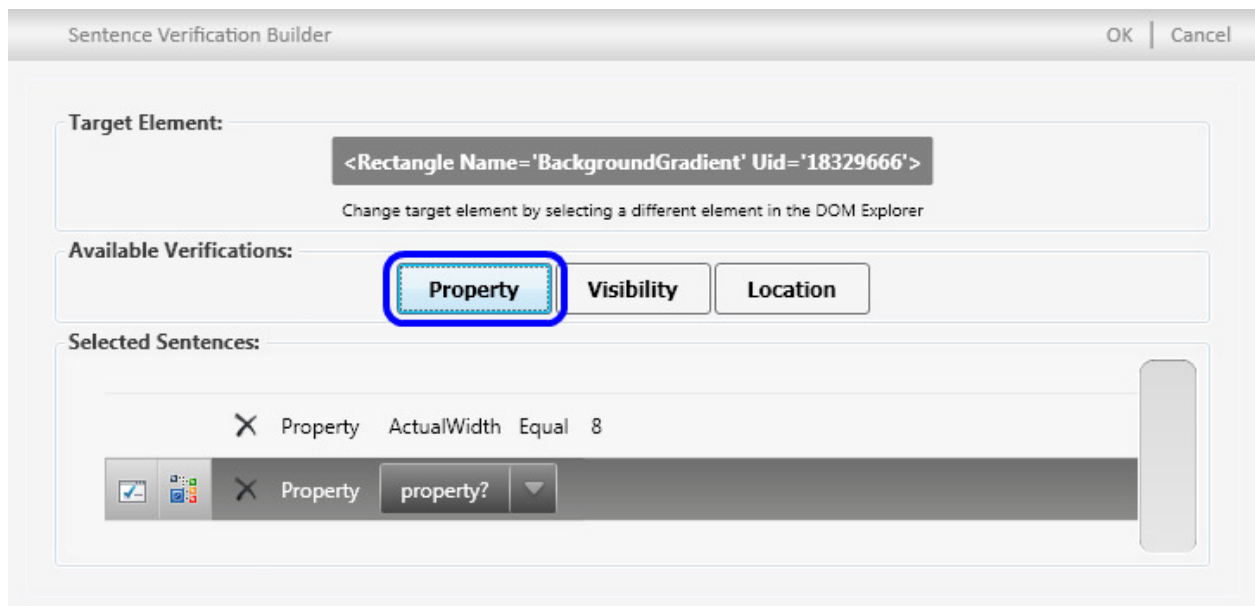 Sentence Verification Builder OK Cancel
Target Element:
<Rectangle Name='BackgroundGradient' Uid='18329666'>
Change target element by selecting a different element in the DOM Explorer
Available Verifications:
Property Visibility Location
Selected Sentences:
Property ActualWidth Equal 8
Property property?